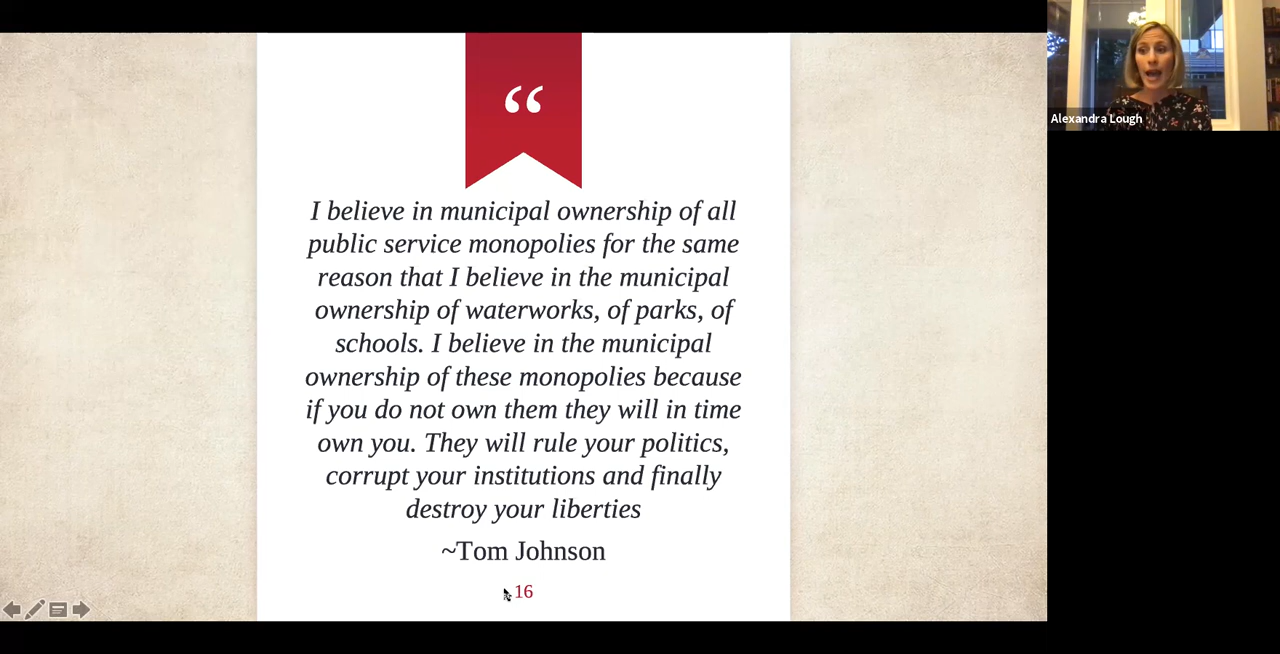 “
I believe in municipal ownership of all
public service monopolies for the same
reason that I believe in the municipal
ownership of waterworks, of parks, of
schools. I believe in the municipal
ownership of these monopolies because
if you do not own them they will in time
own you. They will rule your politics,
corrupt your institutions and finally
destroy your liberties
~Tom Johnson
16
Alexandra Lough